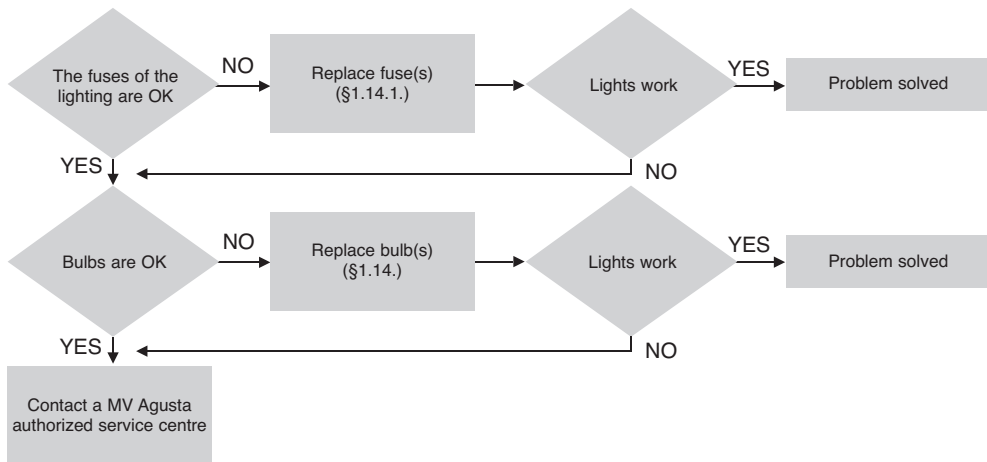 The fuses of the
lighting are OK
NO
Replace fuse(s)
(§1.14.1.)
Lights work
YES
Problem solved
YES
NO
Bulbs are OK
NO
Replace bulb(s)
(§1.14.)
Lights work
YES
Problem solved
YES
NO
Contact a MV Agusta
authorized service centre